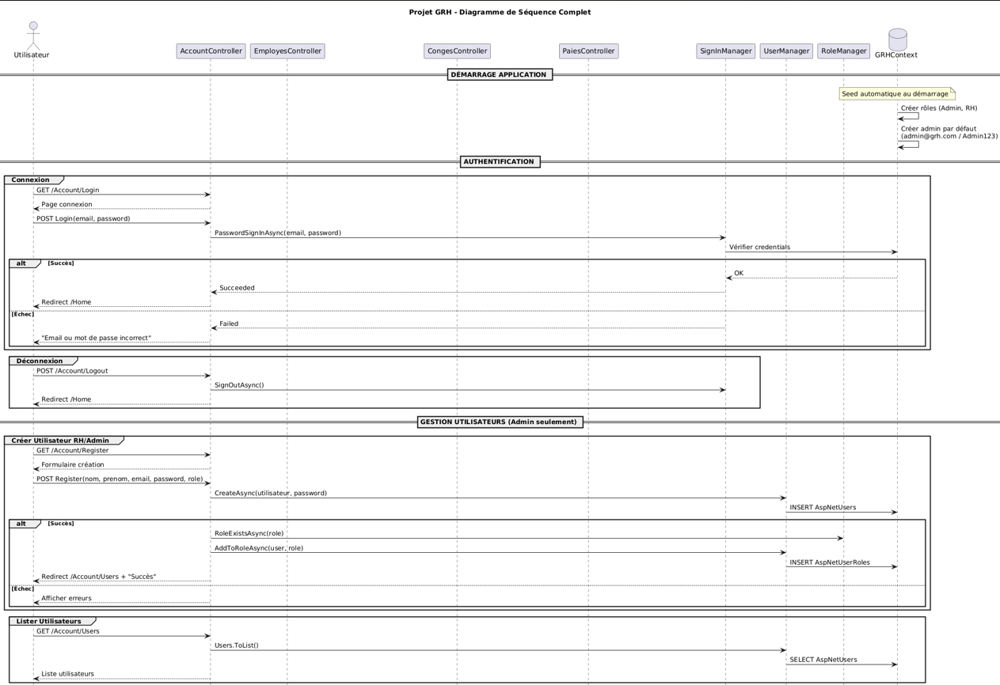 Projet GRH - Diagramme de Séquence Complet
Utilisateur
AccountController
EmployesController
CongesController
PaiesController
SignInManager
UserManager
RoleManager
GRHContext
DÉMARRAGE APPLICATION
Seed automatique au démarrage
Créer rôles (Admin, RH)
Créer admin par défaut
(admin@grh.com / Admin123)
AUTHENTIFICATION
Connexion
GET /Account/Login
Page connexion
POST Login(email, password)
PasswordSignInAsync(email, password)
Vérifier credentials
alt [Succès]
OK
Succeeded
Redirect /Home
[Échec]
Failed
"Email ou mot de passe incorrect"
Déconnexion
POST /Account/Logout
SignOutAsync()
Redirect /Home
GESTION UTILISATEURS (Admin seulement)
Créer Utilisateur RH/Admin
GET /Account/Register
Formulaire création
POST Register(nom, prenom, email, password, role)
CreateAsync(utilisateur, password)
INSERT AspNetUsers
alt [Succès]
RoleExistsAsync(role)
AddToRoleAsync(user, role)
INSERT AspNetUserRoles
Redirect /Account/Users + "Succès"
[Échec]
Afficher erreurs
Lister Utilisateurs
GET /Account/Users
Users.ToList()
SELECT AspNetUsers
Liste utilisateurs